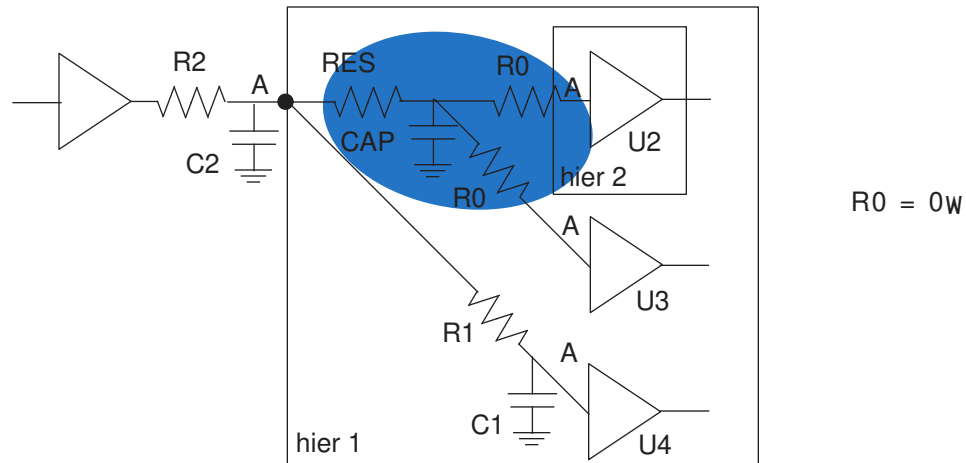 R2
A
C2
RES
CAP
R0
R0
A
U2
hier 2
A
U3
R1
A
C1
U4
hier 1
R0 = 0W